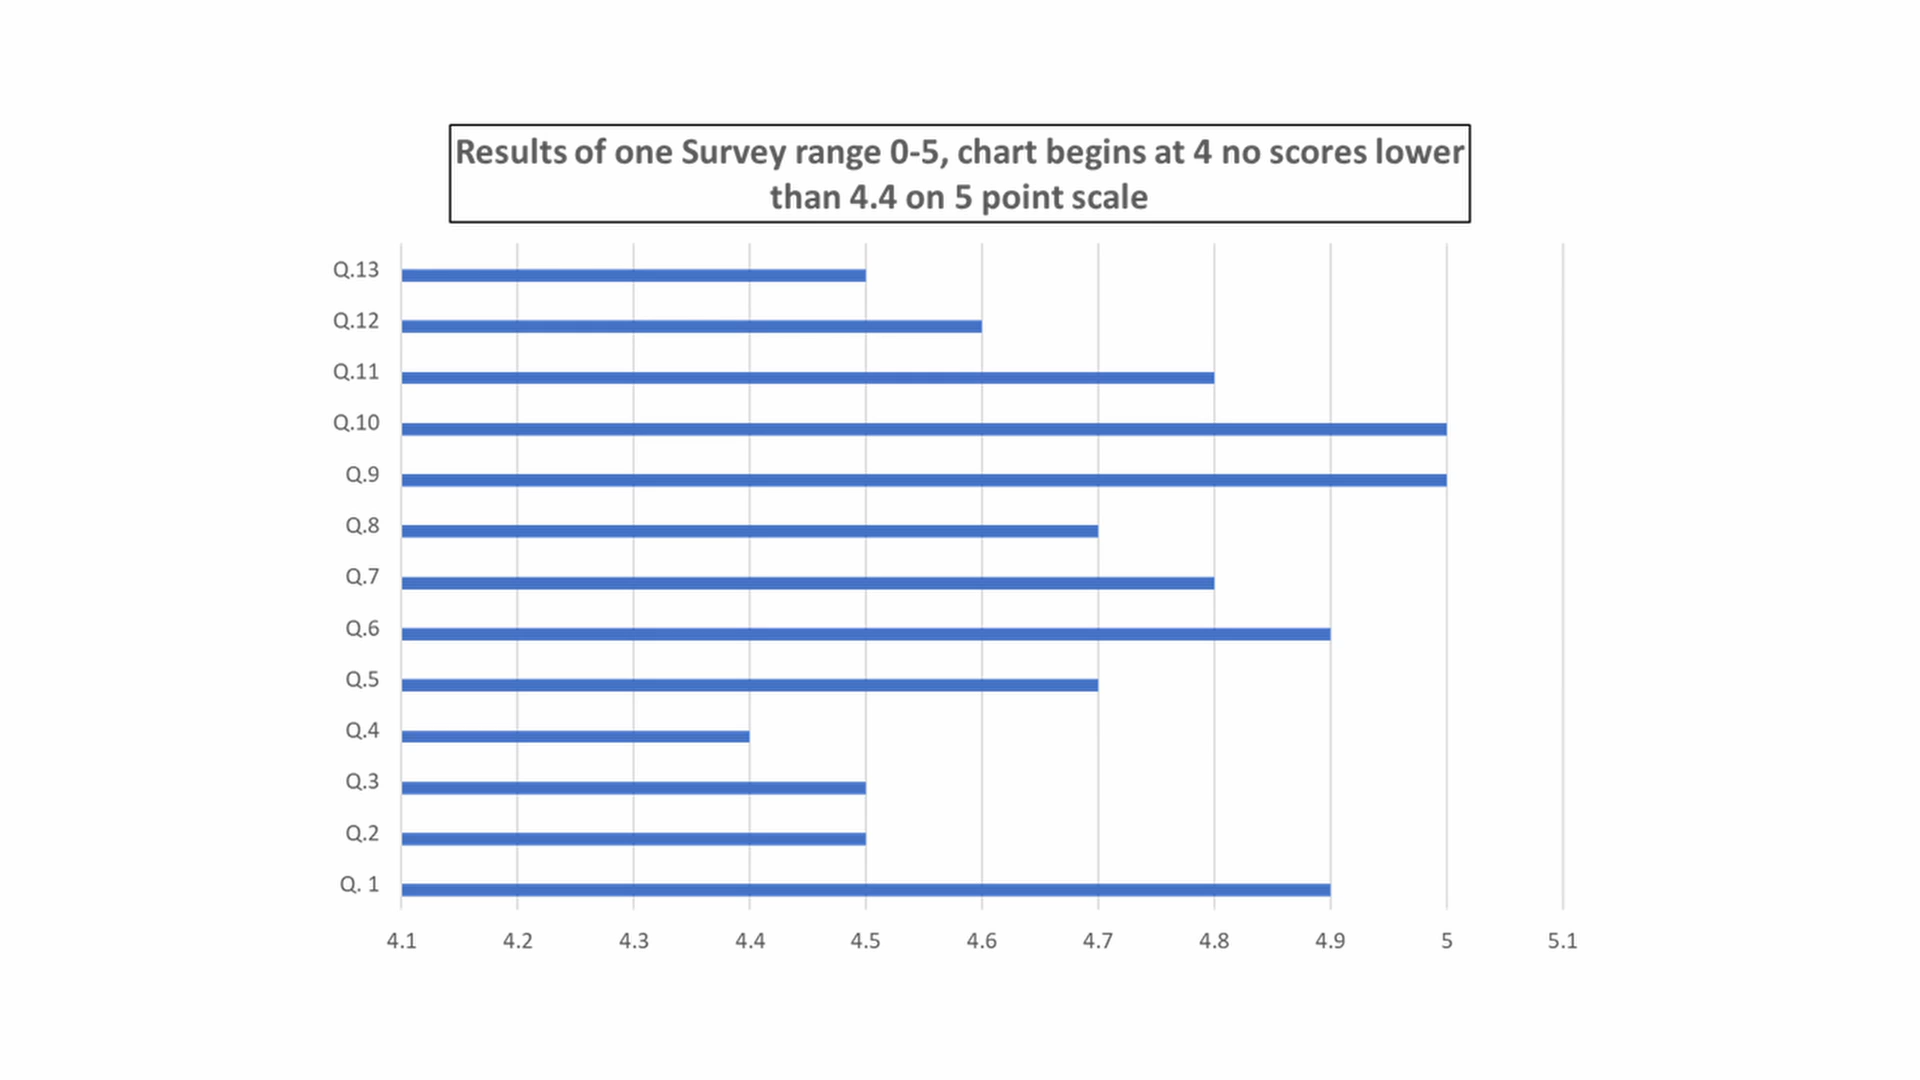 Results of one Survey range 0-5, chart begins at 4 no scores lower
than 4.4 on 5 point scale
Q.13
Q.12
Q.11
Q.10
Q.9
Q.8
Q.7
Q.6
Q.5
Q.4
Q.3
Q.2
Q. 1
4.1 4.2 4.3 4.4 4.5 4.6 4.7 4.8 4.9 5 5.1